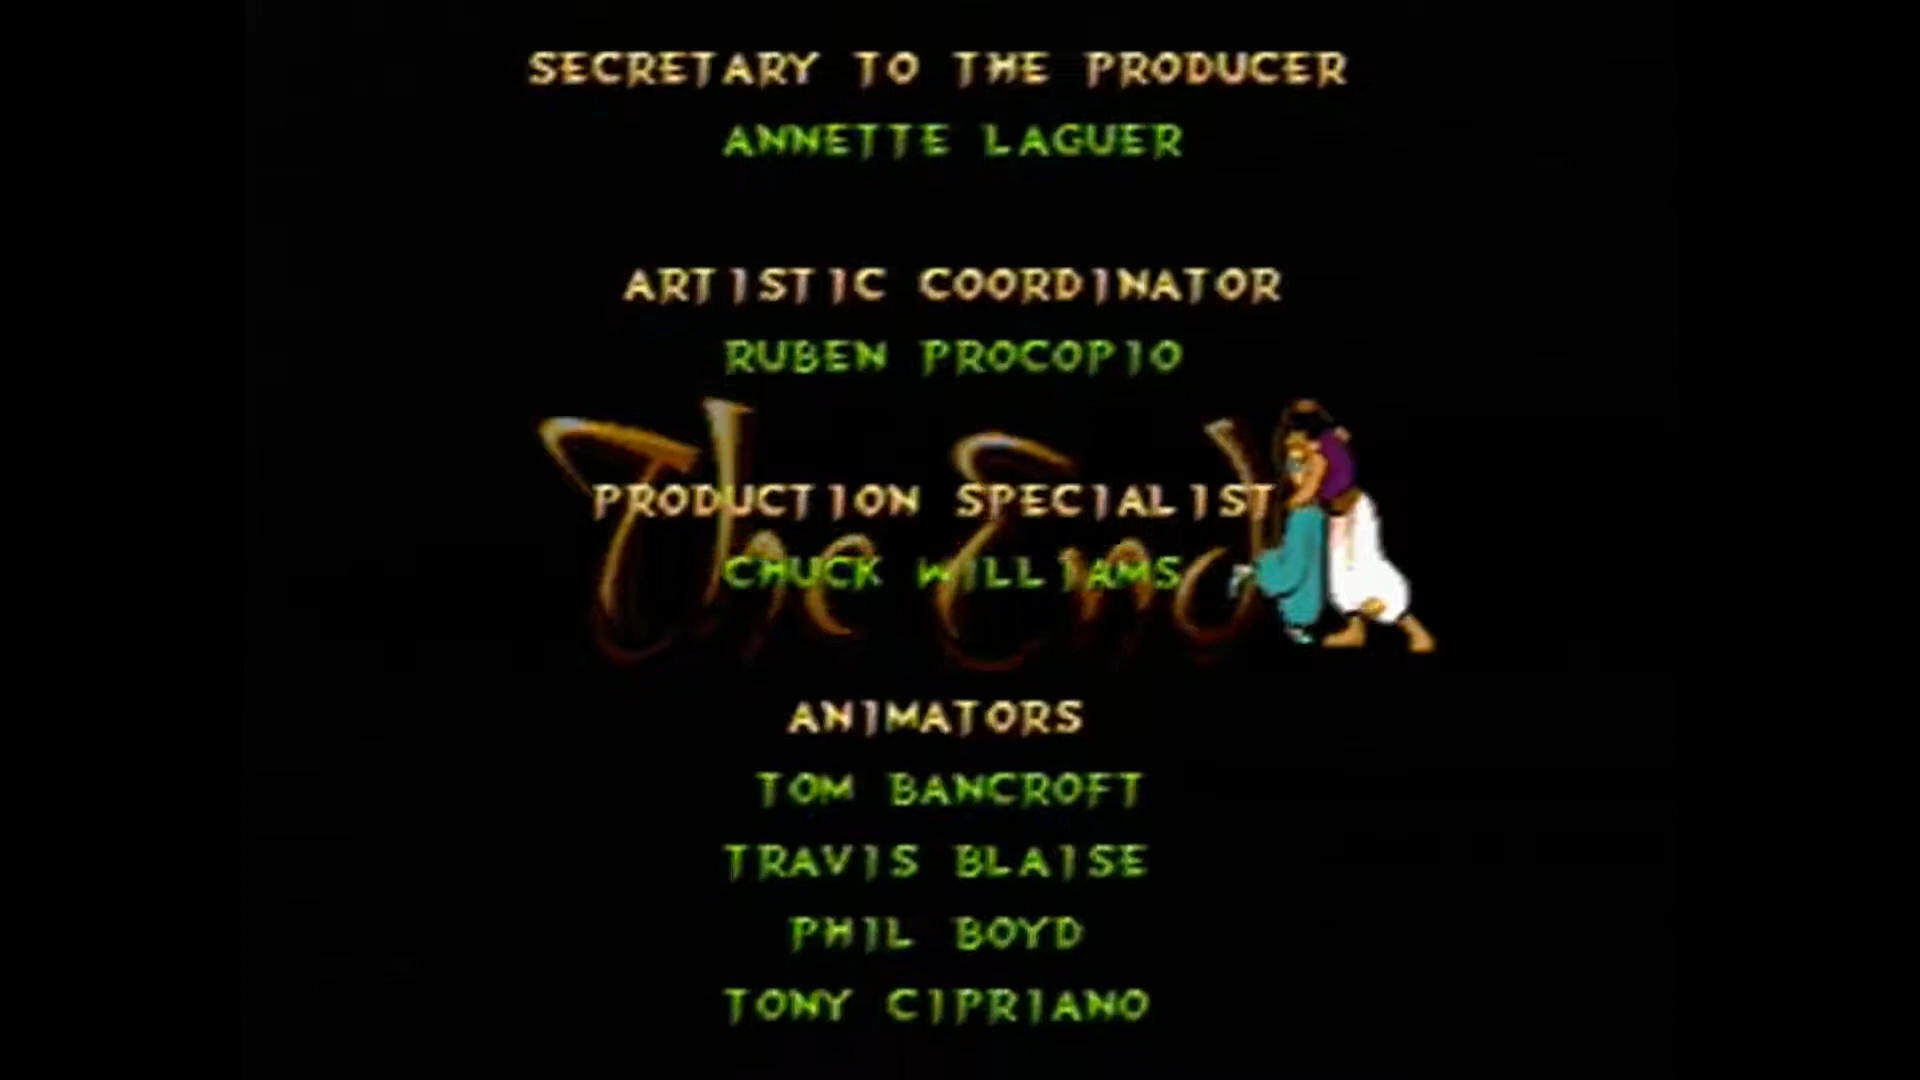 SECRETARY TO THE PRODUCER
ANNETTE LAGUER
ARTISTIC COORDINATOR
RUBEN PROCOPIO
The End
PRODUCTION SPECIALIST
CHUCK WILLIAMS
ANIMATORS
TOM BANCROFT
TRAVIS BLAISE
PHIL BOYD
TONY CIPRIANO